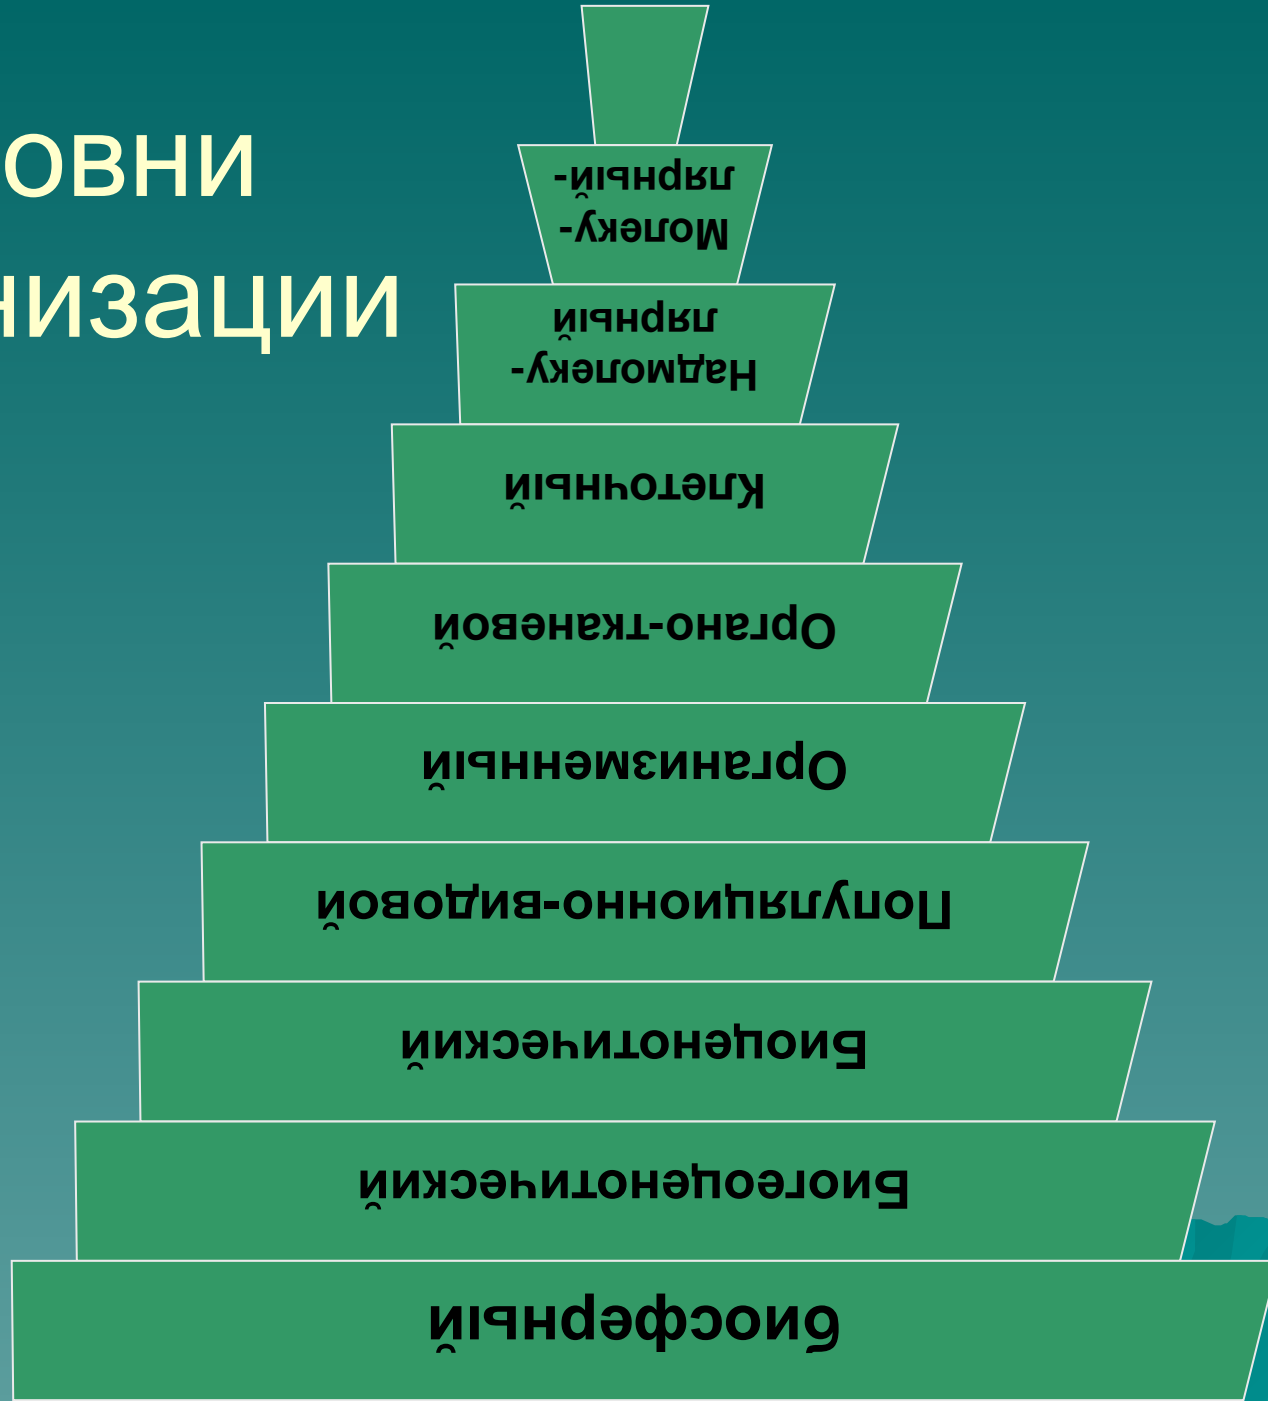 овни
низации
Молеку-
лярный-
Надмолеку-
лярный
Клеточный
Органо-тканевой
Организменный
Популяционно-видовой
Биоценотический
Биогеоценотический
биосферный